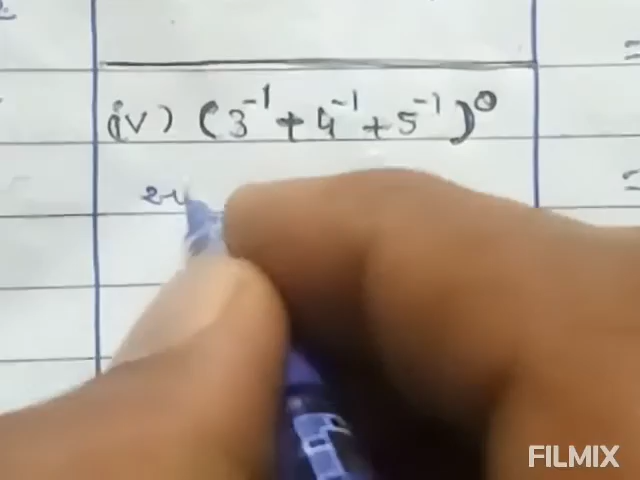 (iv) (3⁻¹ + 4⁻¹ + 5⁻¹)⁰
FILMIX